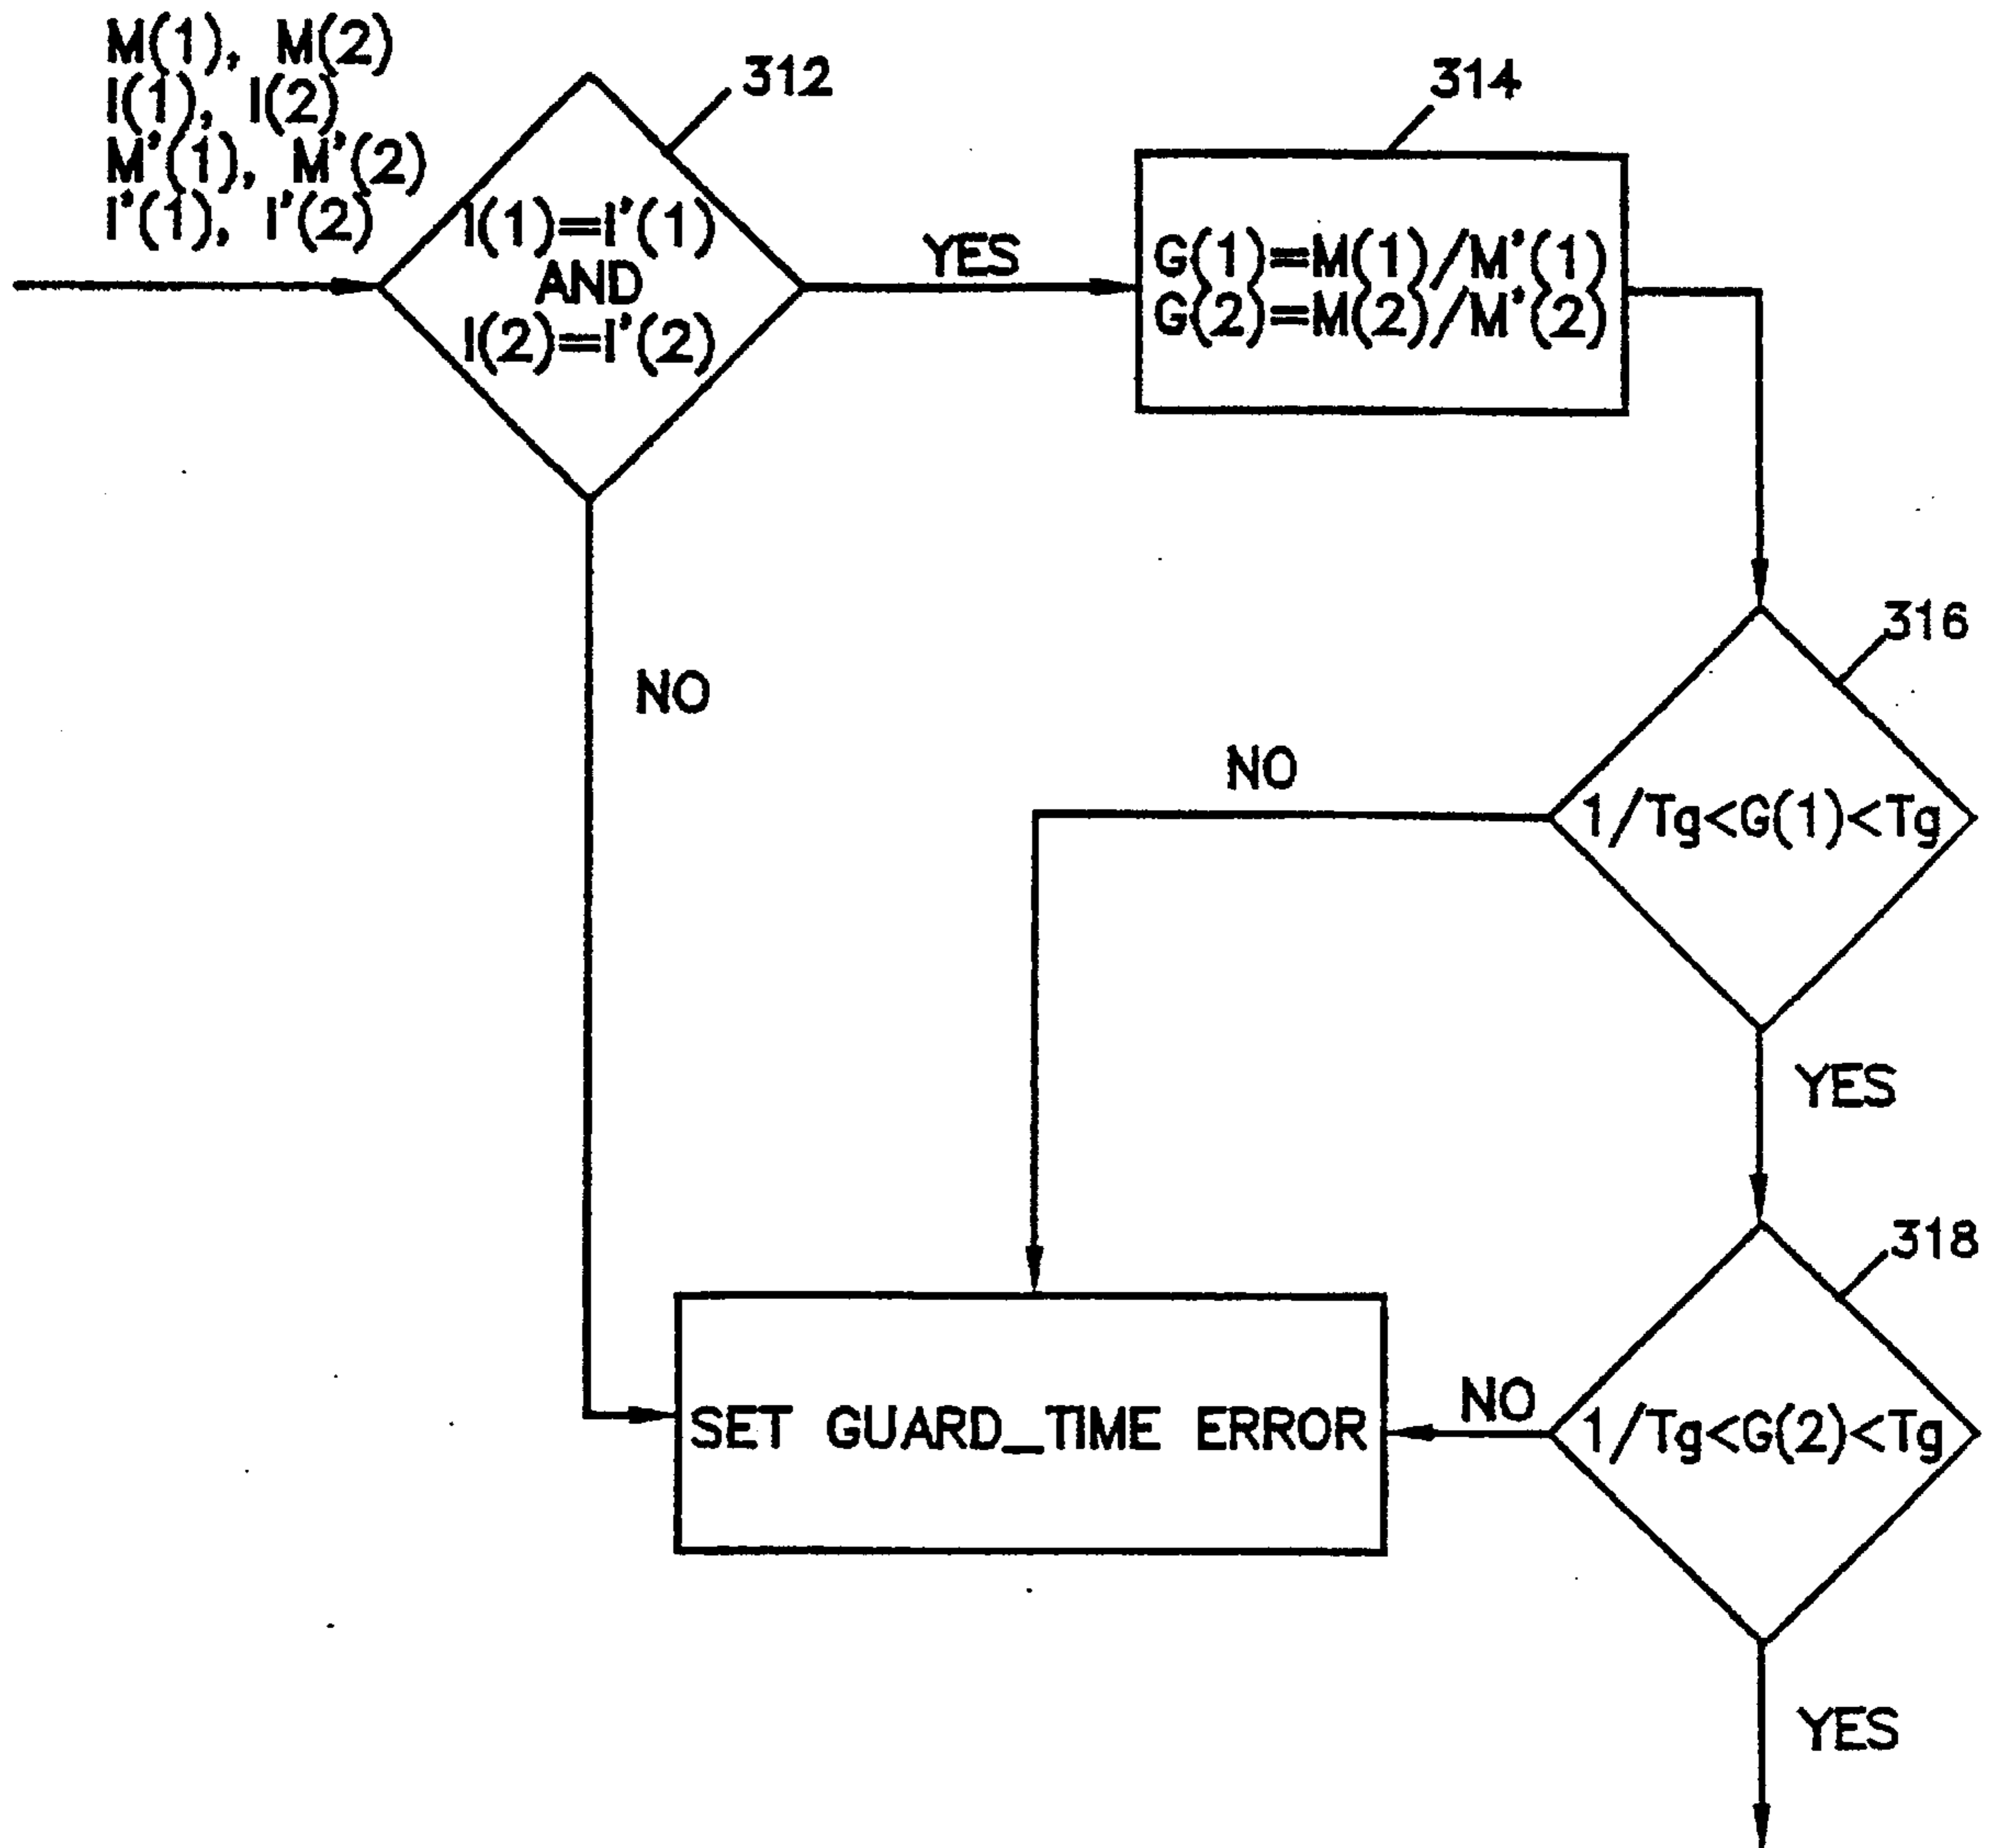 M(1), M(2)
I(1), I(2)
M'(1), M'(2)
I'(1), I'(2)
312
I(1)=I'(1)
AND
I(2)=I'(2)
YES
314
G(1)=M(1)/M'(1)
G(2)=M(2)/M'(2)
NO
316
1/Tg<G(1)<Tg
NO
YES
318
1/Tg<G(2)<Tg
NO
SET GUARD_TIME ERROR
YES